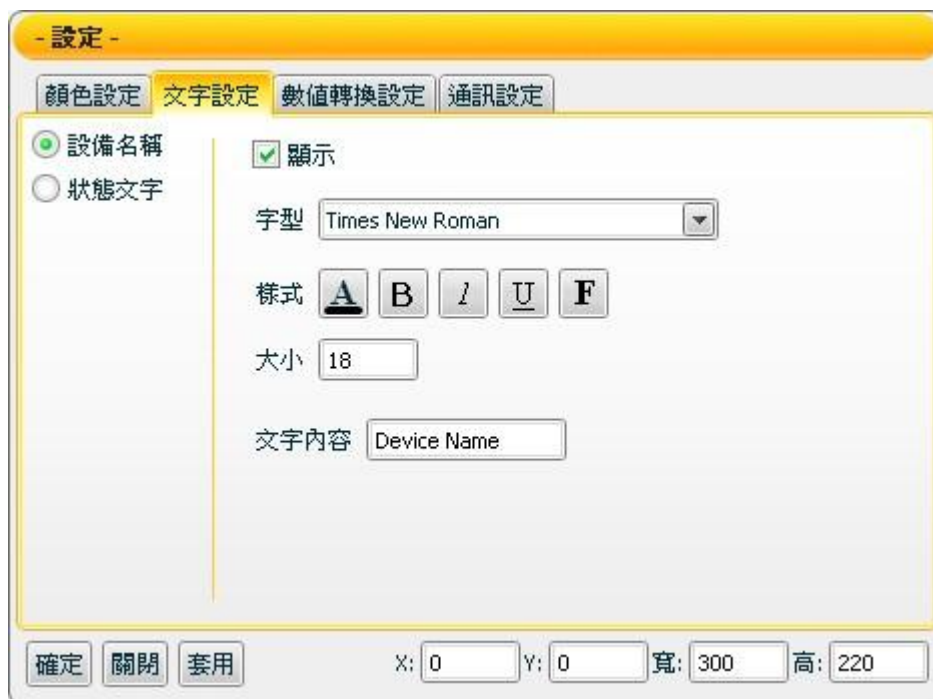 - 設定 -
顏色設定 文字設定 數值轉換設定 通訊設定
設備名稱
狀態文字
顯示
字型 Times New Roman
樣式 A B I U F
大小 18
文字內容 Device Name
確定 關閉 套用 X: 0 Y: 0 寬: 300 高: 220